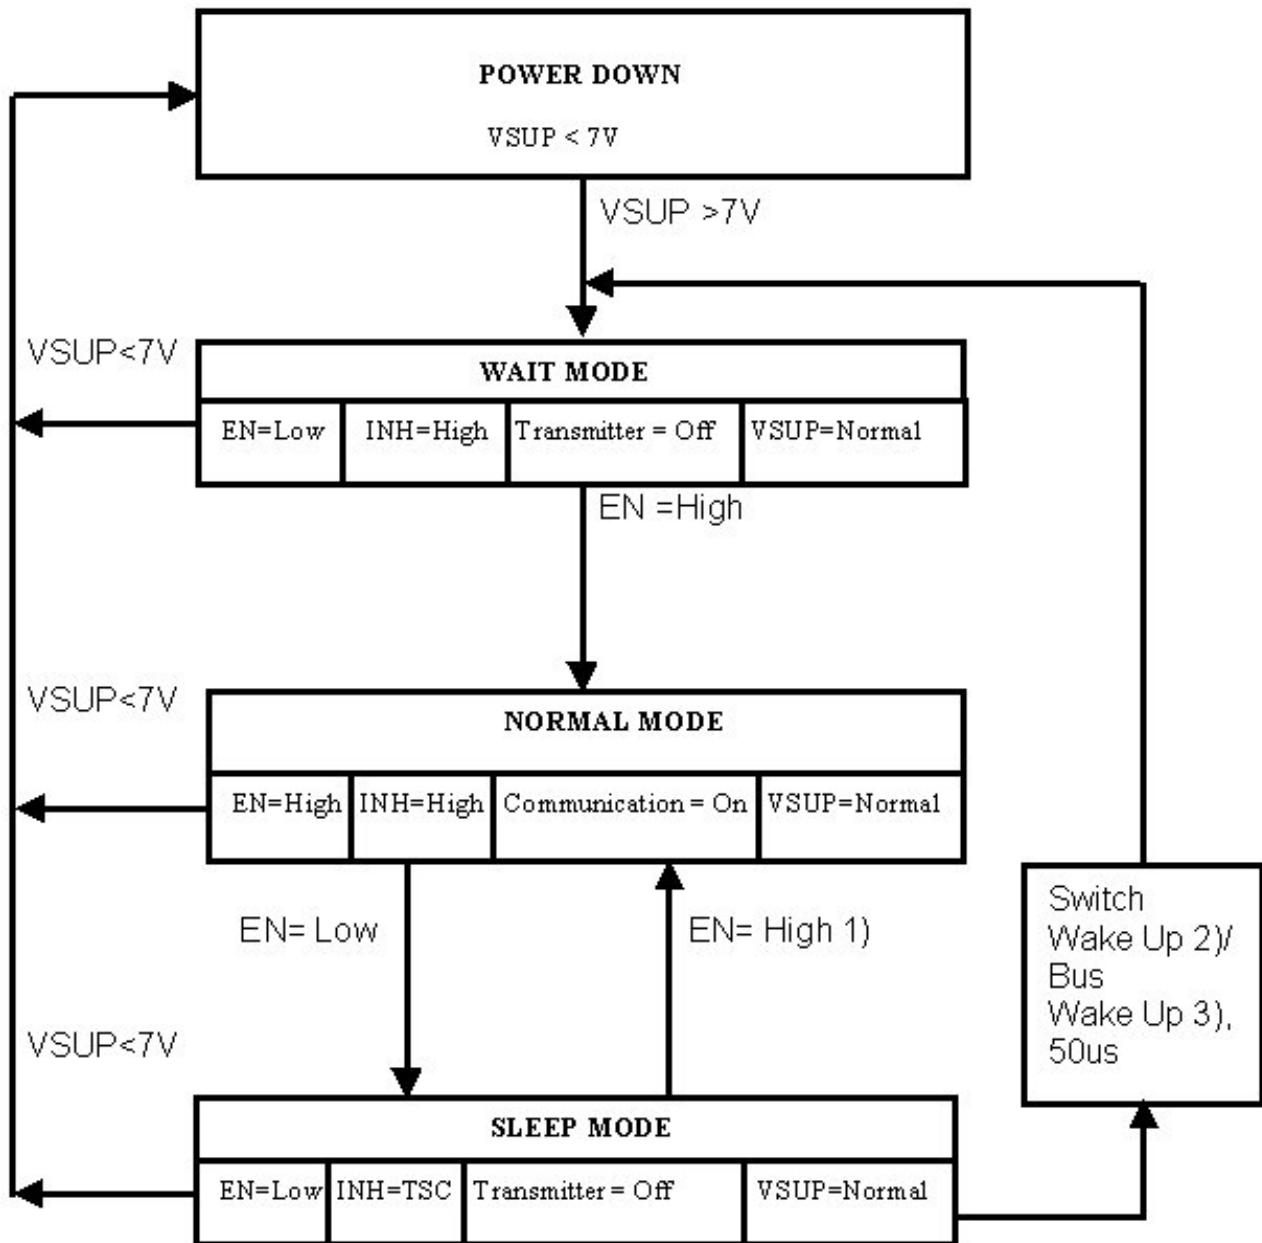 POWER DOWN
VSUP < 7V
VSUP >7V
VSUP<7V
WAIT MODE
EN=Low INH=High Transmitter = Off VSUP=Normal
EN =High
VSUP<7V
NORMAL MODE
EN=High INH=High Communication = On VSUP=Normal
EN= Low
EN= High 1)
Switch
Wake Up 2)/
Bus
Wake Up 3),
50us
VSUP<7V
SLEEP MODE
EN=Low INH=TSC Transmitter = Off VSUP=Normal